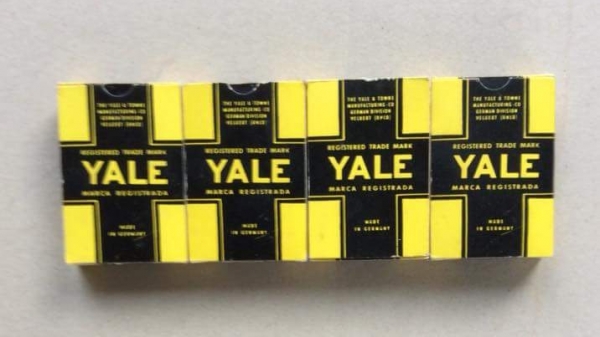 THE YALE & TOWNE
MANUFACTURING-CO
GERMAN DIVISION
VELBERT (RHLD)
REGISTERED TRADE MARK
YALE
MARCA REGISTRADA
MADE
IN GERMANY
THE YALE & TOWNE
MANUFACTURING-CO
GERMAN DIVISION
VELBERT (RHLD)
REGISTERED TRADE MARK
YALE
MARCA REGISTRADA
MADE
IN GERMANY
THE YALE & TOWNE
MANUFACTURING-CO
GERMAN DIVISION
VELBERT (RHLD)
REGISTERED TRADE MARK
YALE
MARCA REGISTRADA
MADE
IN GERMANY
THE YALE & TOWNE
MANUFACTURING-CO
GERMAN DIVISION
VELBERT (RHLD)
REGISTERED TRADE MARK
YALE
MARCA REGISTRADA
MADE
IN GERMANY